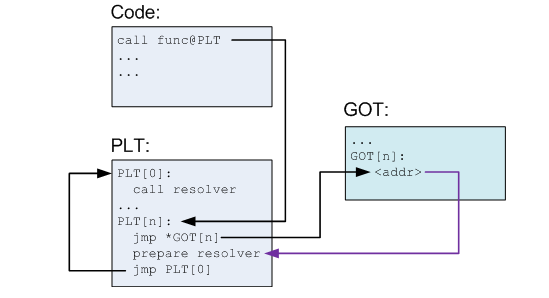 Code:
call func@PLT
...
...
PLT:
PLT[0]:
call resolver
...
PLT[n]:
jmp *GOT[n]
prepare resolver
jmp PLT[0]
GOT:
...
GOT[n]:
<addr>